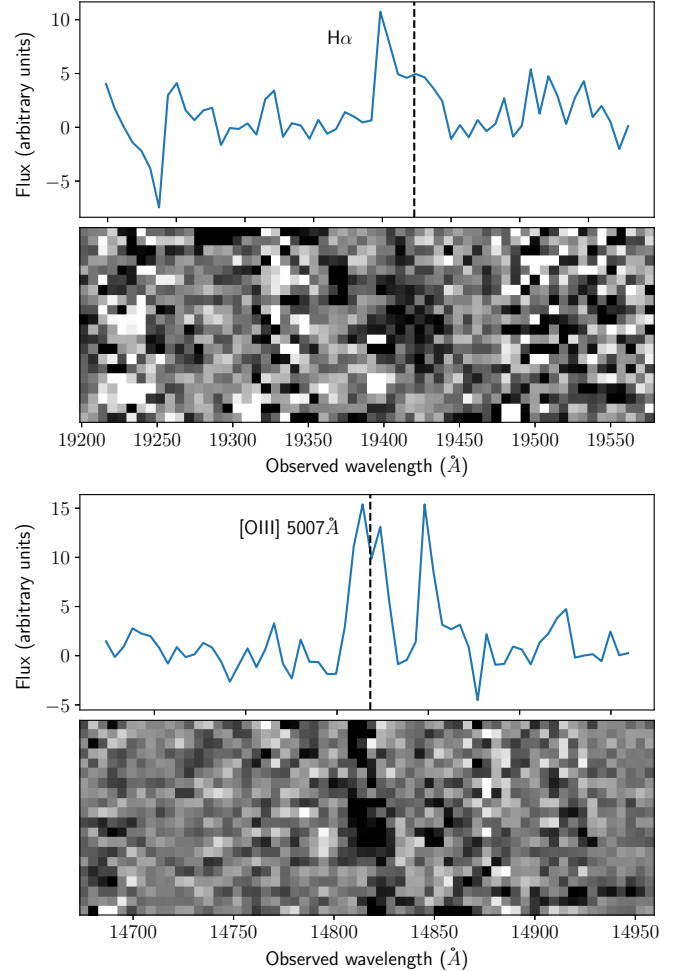 10
5
0
−5
Flux (arbitrary units)
Hα
19200 19250 19300 19350 19400 19450 19500 19550
Observed wavelength (Å)
15
10
5
0
−5
Flux (arbitrary units)
[OIII] 5007Å
14700 14750 14800 14850 14900 14950
Observed wavelength (Å)